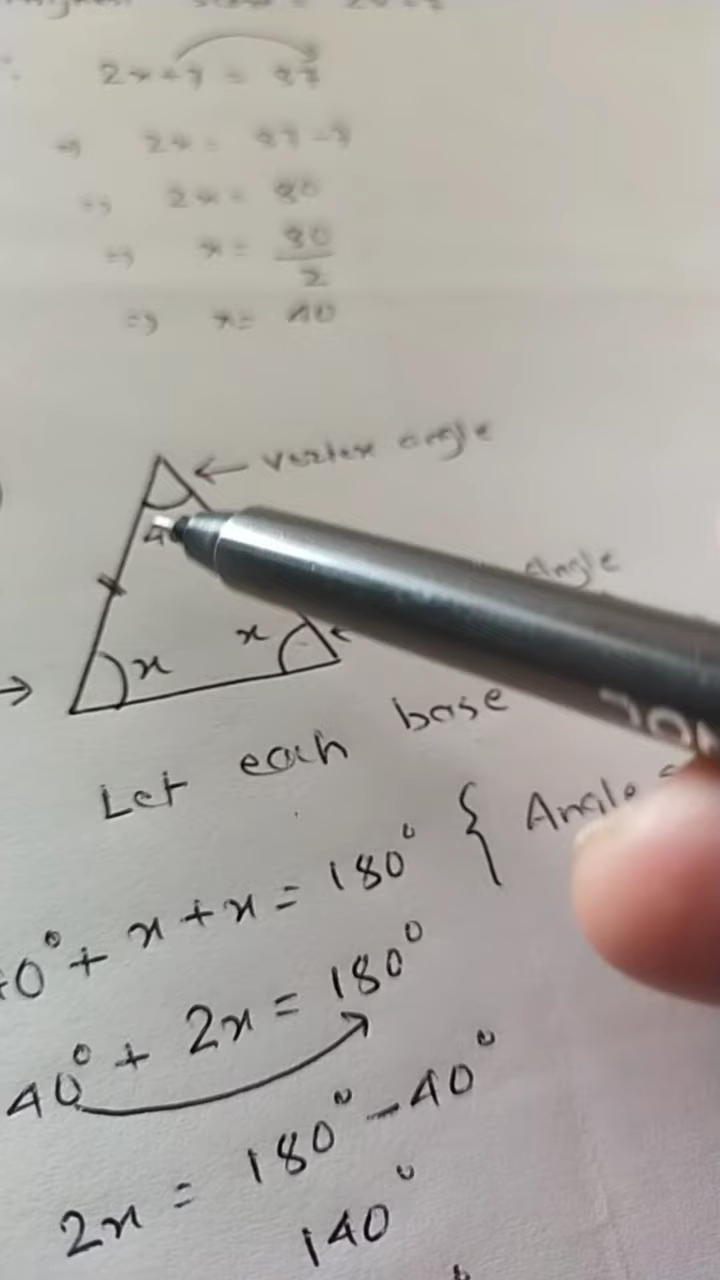 2x+7 = 87
⇒ 2x = 87-7
⇒ 2x = 80
⇒ x = 80/2
⇒ x = 40
← vertex angle
Angle
x x
→
Let each base
40° + x + x = 180° { Angle
40° + 2x = 180°
2x = 180° - 40°
140°